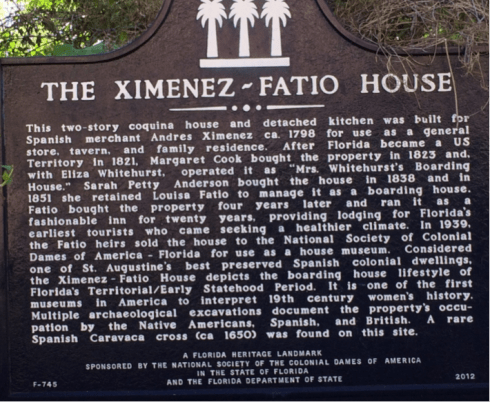 THE XIMENEZ ~ FATIO HOUSE
This two-story coquina house and detached kitchen was built for
Spanish merchant Andres Ximenez ca. 1798 for use as a general
store, tavern, and family residence. After Florida became a US
Territory in 1821, Margaret Cook bought the property in 1823 and,
with Eliza Whitehurst, operated it as "Mrs. Whitehurst's Boarding
House." Sarah Petty Anderson bought the house in 1838 and in
1851 she retained Louisa Fatio to manage it as a boarding house.
Fatio bought the property four years later and ran it as a
fashionable inn for twenty years, providing lodging for Florida's
earliest tourists who came seeking a healthier climate. In 1939,
the Fatio heirs sold the house to the National Society of Colonial
Dames of America - Florida for use as a house museum. Considered
one of St. Augustine's best preserved Spanish colonial dwellings,
the Ximenez-Fatio House depicts the boarding house lifestyle of
Florida's Territorial/Early Statehood Period. It is one of the first
museums in America to interpret 19th century women's history.
Multiple archaeological excavations document the property's occu-
pation by the Native Americans, Spanish, and British. A rare
Spanish Caravaca cross (ca 1650) was found on this site.
A FLORIDA HERITAGE LANDMARK
SPONSORED BY THE NATIONAL SOCIETY OF THE COLONIAL DAMES OF AMERICA
IN THE STATE OF FLORIDA
AND THE FLORIDA DEPARTMENT OF STATE
F-745
2012